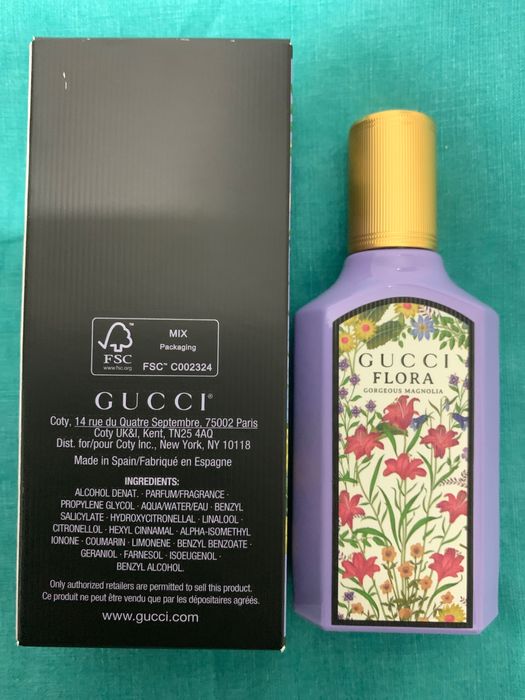 FSC
www.fsc.org
MIX
Packaging
FSC™ C002324
GUCCI®
Coty, 14 rue du Quatre Septembre, 75002 Paris
Coty UK&I, Kent, TN25 4AQ
Dist. for/pour Coty Inc., New York, NY 10118
Made in Spain/Fabriqué en Espagne
INGREDIENTS:
ALCOHOL DENAT. · PARFUM/FRAGRANCE ·
PROPYLENE GLYCOL · AQUA/WATER/EAU · BENZYL
SALICYLATE · HYDROXYCITRONELLAL · LINALOOL ·
CITRONELLOL · HEXYL CINNAMAL · ALPHA-ISOMETHYL
IONONE · COUMARIN · LIMONENE · BENZYL BENZOATE ·
GERANIOL · FARNESOL · ISOEUGENOL ·
BENZYL ALCOHOL.
Only authorized retailers are permitted to sell this product.
Ce produit ne peut être vendu que par les dépositaires agréés.
www.gucci.com
GUCCI
FLORA
GORGEOUS MAGNOLIA